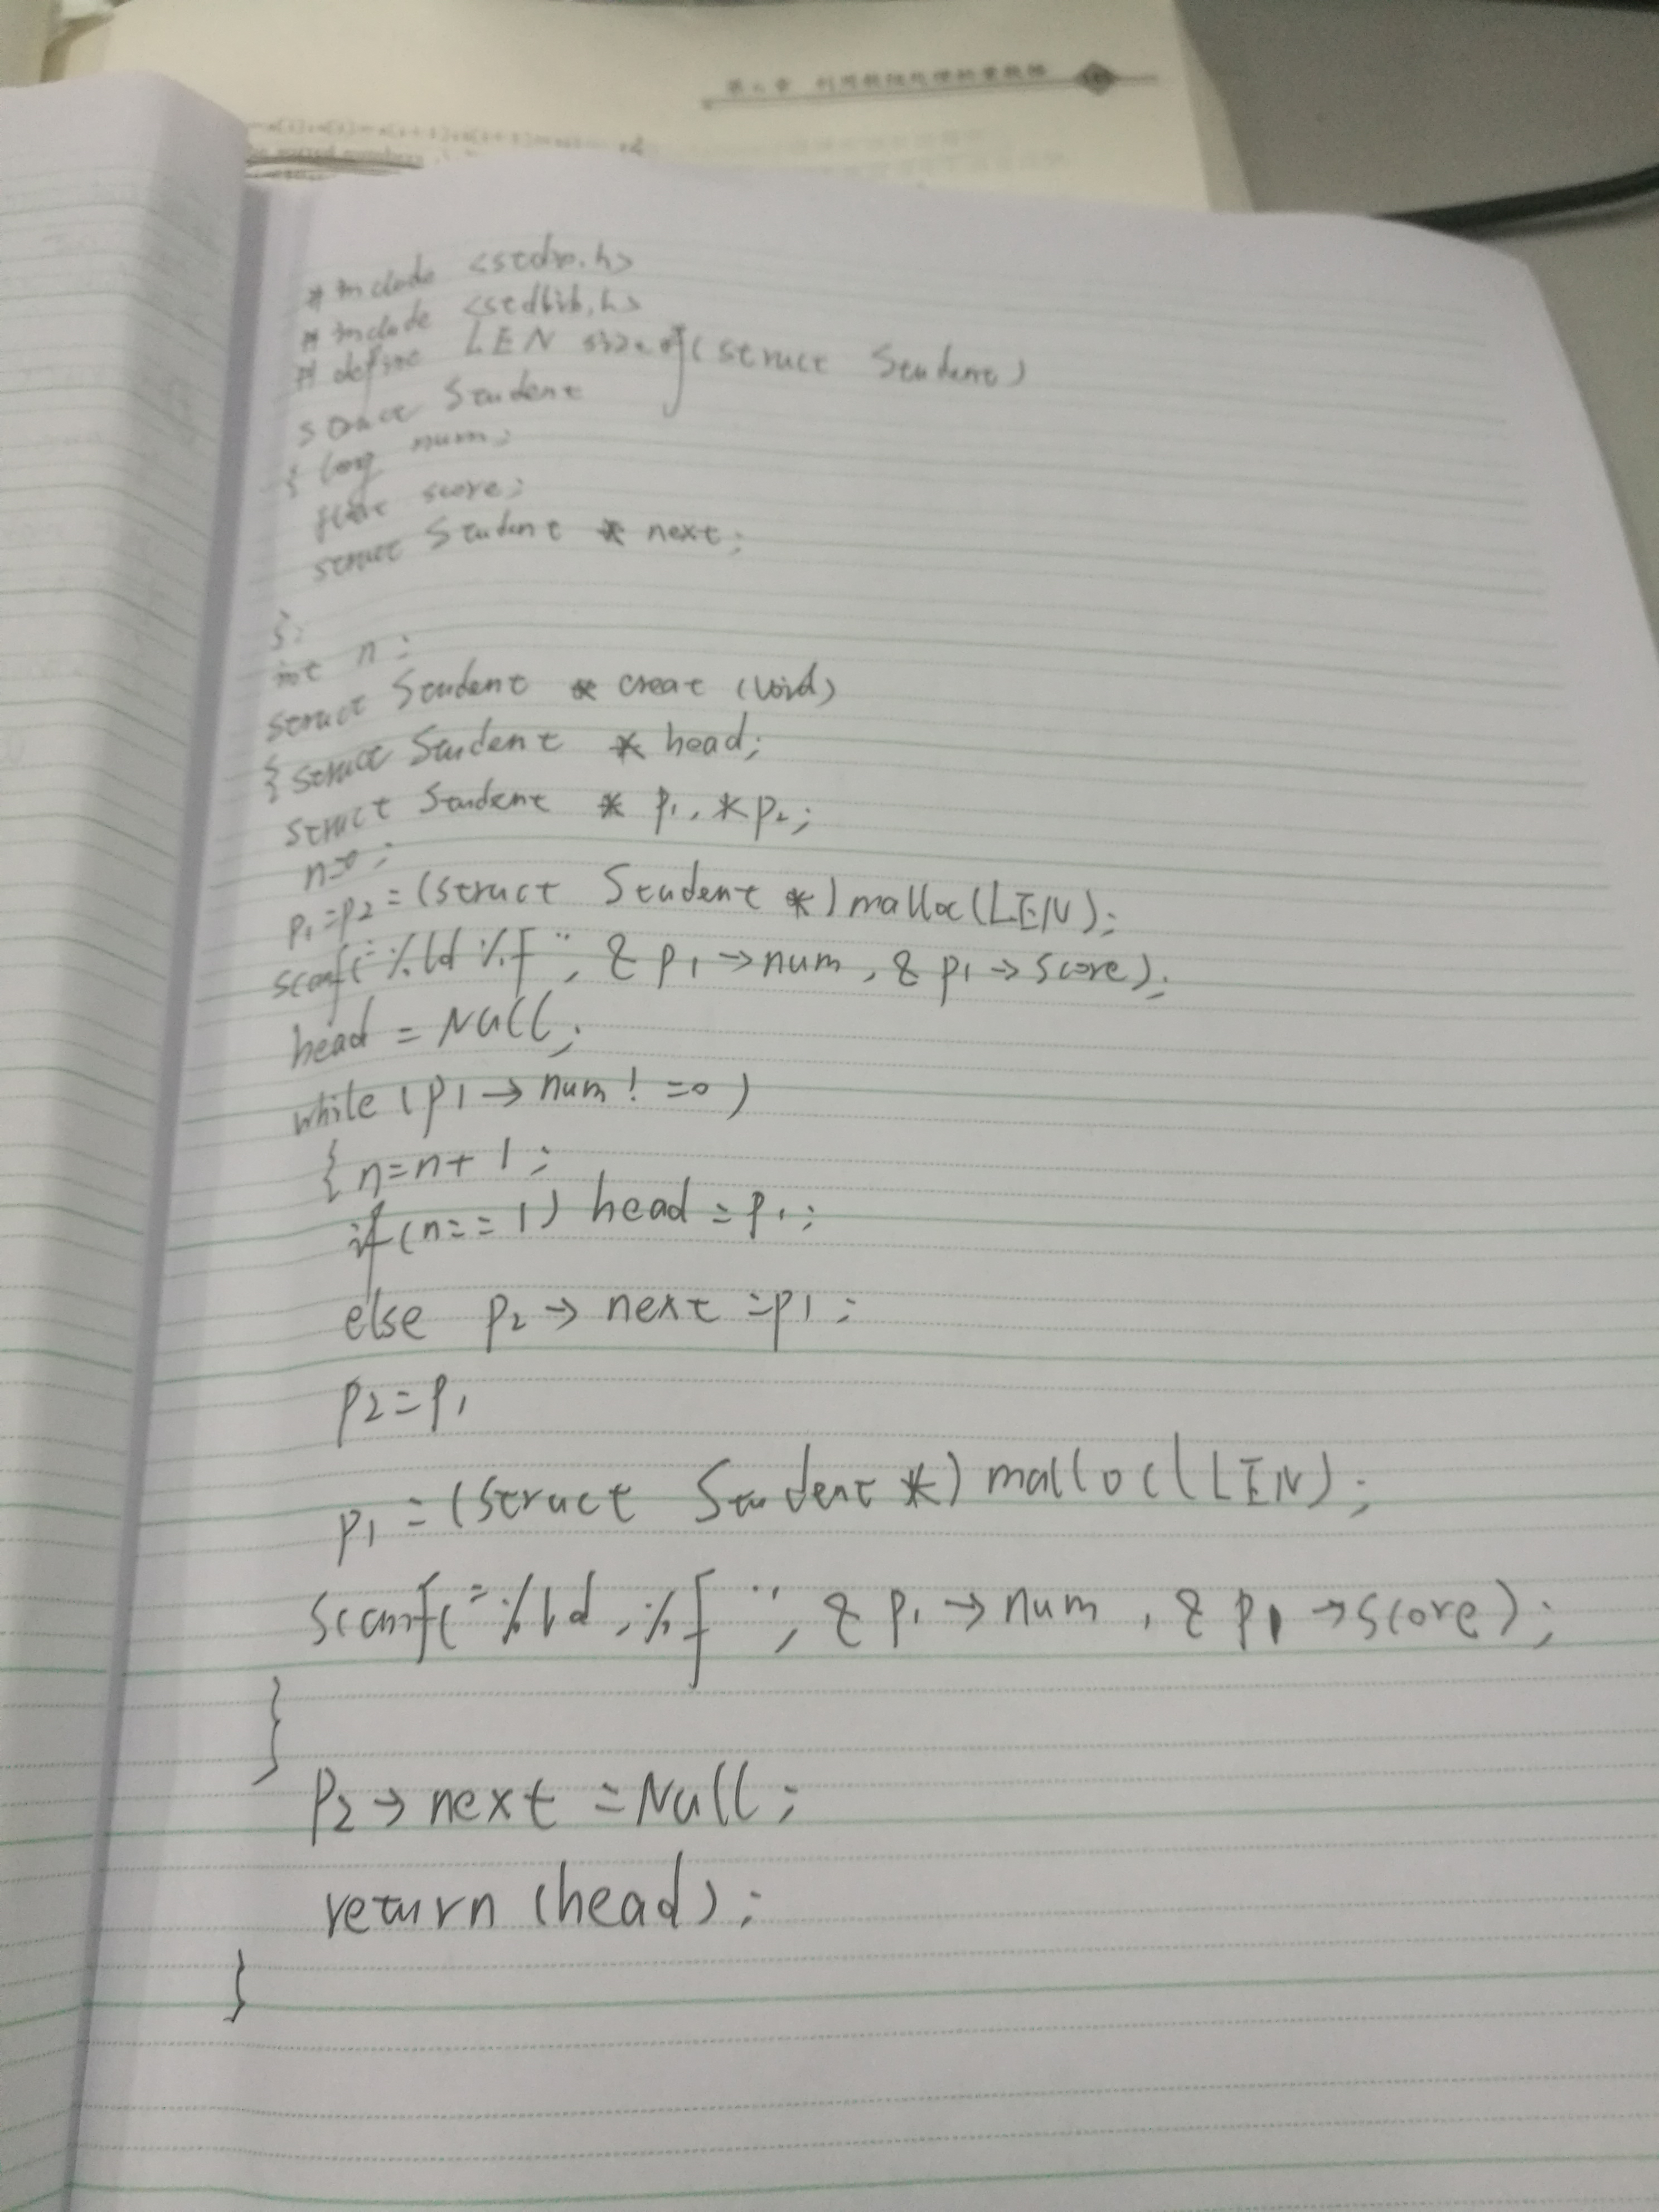 #include <stdio.h>
#include <stdlib.h>
#define LEN sizeof(struct Student)
struct Student
{ long num;
float score;
struct Student * next;
};
int n;
struct Student * creat (void)
{ struct Student * head;
struct Student * p1, *p2;
n=0;
p1=p2=(struct Student *)malloc(LEN);
scanf("%ld %f", &p1->num, &p1->score);
head = Null;
while (p1->num! =0)
{ n=n+1;
if(n==1) head=p1;
else p2->next=p1;
p2=p1
p1=(struct Student *)malloc(LEN);
scanf("%ld,%f", &p1->num, &p1->score);
}
p2->next=Null;
return (head);
}